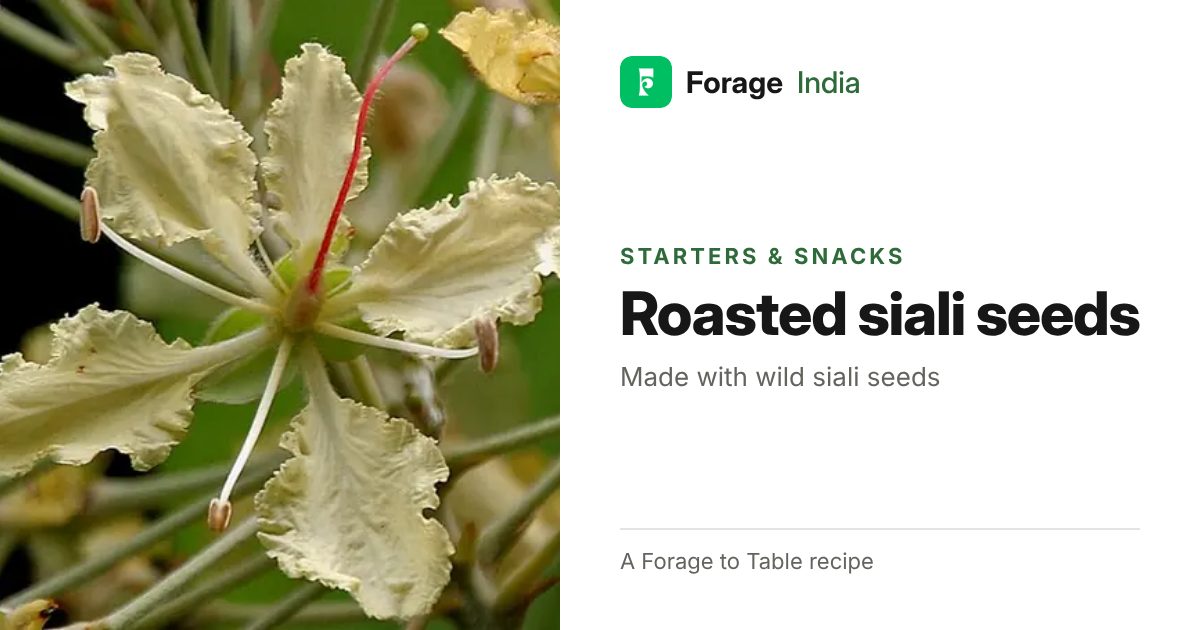 Forage India
STARTERS & SNACKS
Roasted siali seeds
Made with wild siali seeds
A Forage to Table recipe